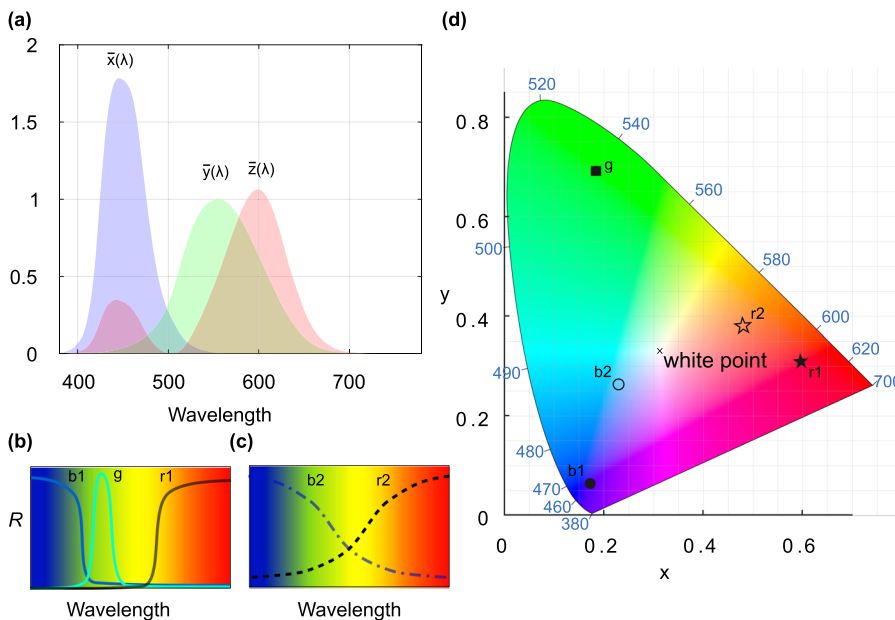 (a)
2
1.5
1
0.5
0
x̄(λ)
ȳ(λ)
z̄(λ)
400 500 600 700
Wavelength
(b)
b1 g r1
R
Wavelength
(c)
b2 r2
Wavelength
(d)
520
540
560
580
600
620
700
500
490
480
470
460
380
0.8
0.6
0.4
0.2
0
y
g
r2
white point
r1
b2
b1
0 0.2 0.4 0.6
x